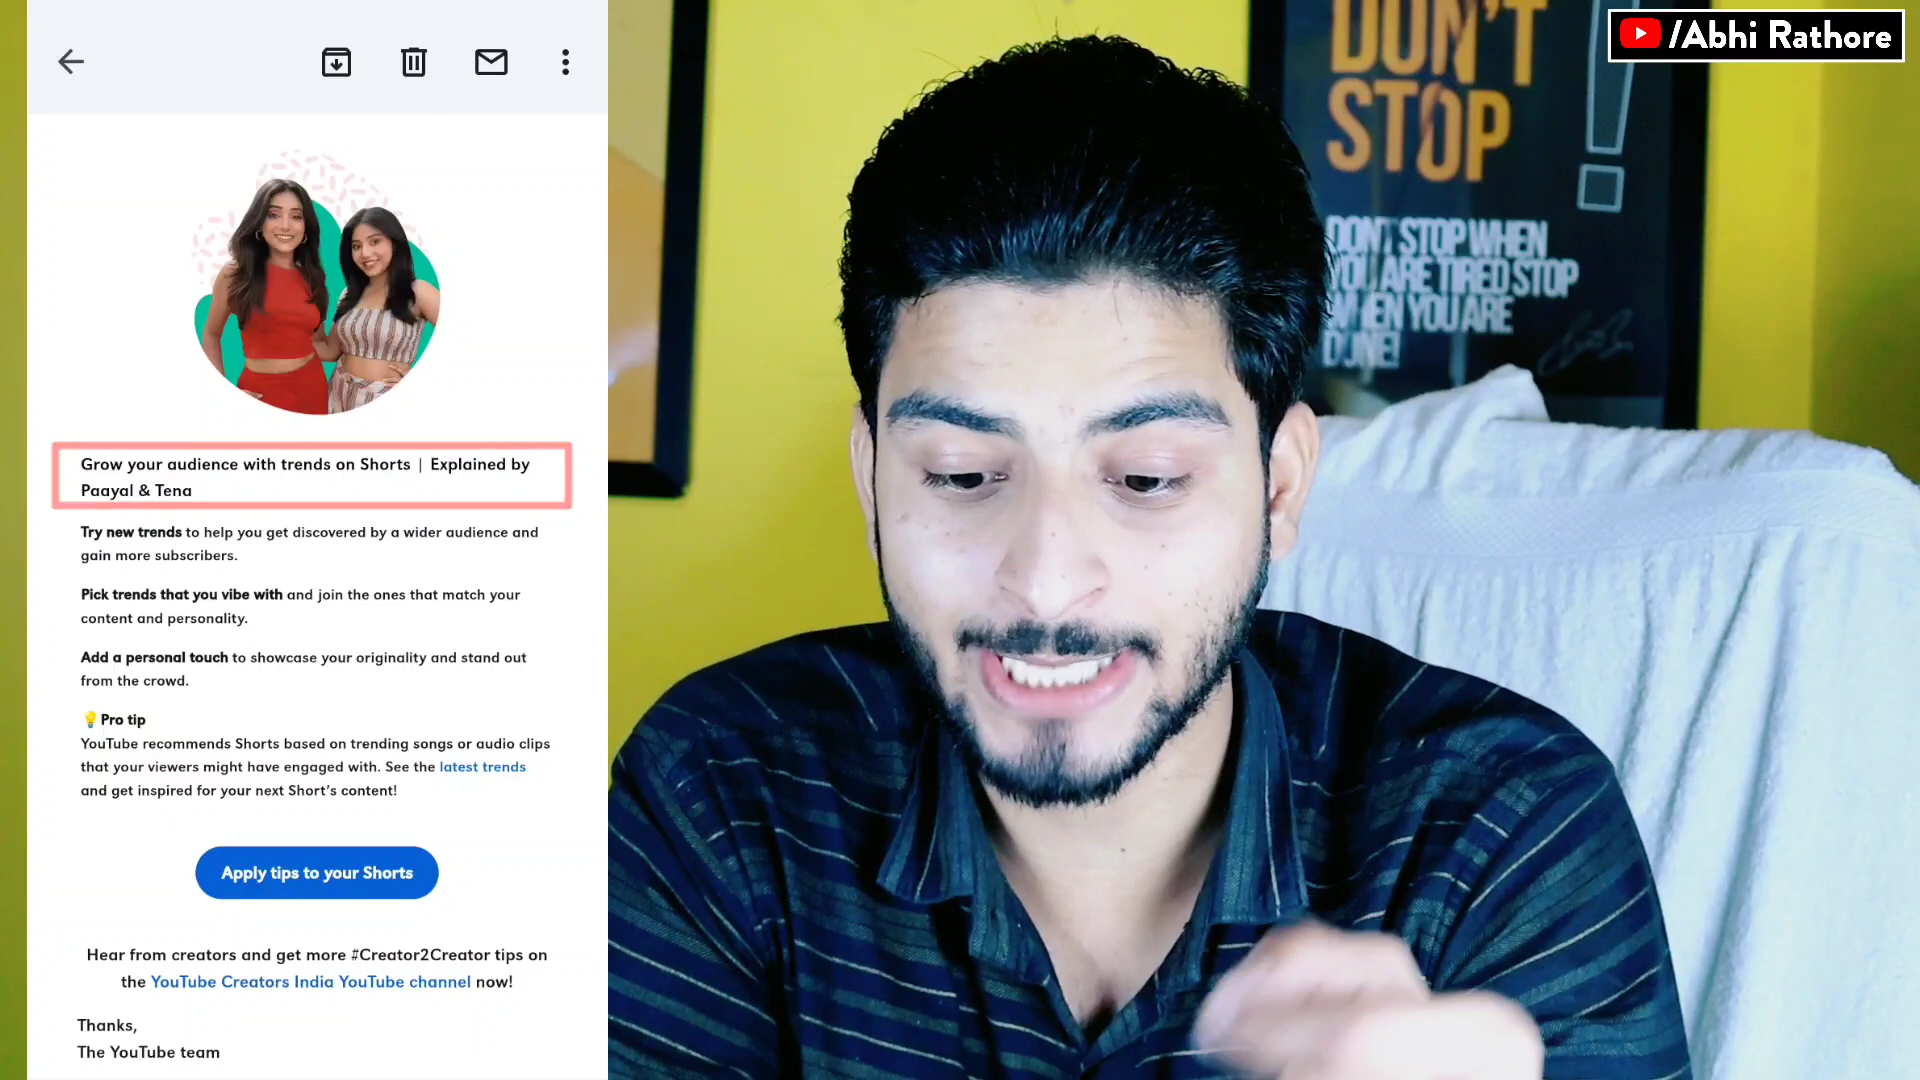 Grow your audience with trends on Shorts | Explained by
Paayal & Tena
Try new trends to help you get discovered by a wider audience and
gain more subscribers.
Pick trends that you vibe with and join the ones that match your
content and personality.
Add a personal touch to showcase your originality and stand out
from the crowd.
💡Pro tip
YouTube recommends Shorts based on trending songs or audio clips
that your viewers might have engaged with. See the latest trends
and get inspired for your next Short's content!
Apply tips to your Shorts
Hear from creators and get more #Creator2Creator tips on
the YouTube Creators India YouTube channel now!
Thanks,
The YouTube team
/Abhi Rathore
DON'T
STOP
!
DON'T STOP WHEN
YOU ARE TIRED STOP
WHEN YOU ARE
DONE!